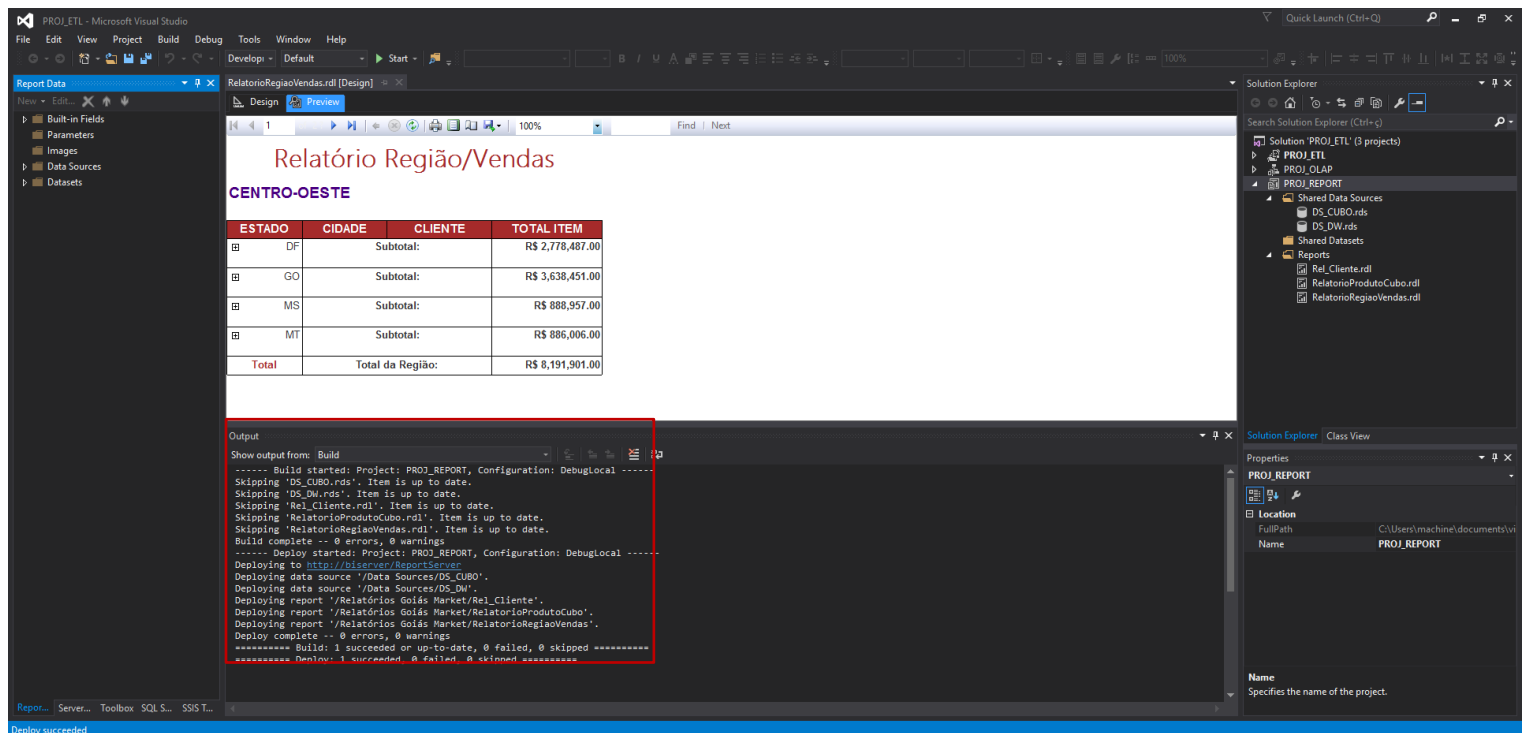 PROJ_ETL - Microsoft Visual Studio
Quick Launch (Ctrl+Q)
File Edit View Project Build Debug Tools Window Help
Developi Default Start 100%
Report Data
New Edit...
Built-in Fields
Parameters
Images
Data Sources
Datasets
Repor... Server... Toolbox SQL S... SSIS T...
RelatorioRegiaoVendas.rdl [Design]
Design Preview
1 100% Find | Next
Relatório Região/Vendas
CENTRO-OESTE
ESTADO CIDADE CLIENTE TOTAL ITEM
DF Subtotal: R$ 2,778,487.00
GO Subtotal: R$ 3,638,451.00
MS Subtotal: R$ 888,957.00
MT Subtotal: R$ 886,006.00
Total Total da Região: R$ 8,191,901.00
Output
Show output from: Build
------ Build started: Project: PROJ_REPORT, Configuration: DebugLocal ------
Skipping 'DS_CUBO.rds'. Item is up to date.
Skipping 'DS_DW.rds'. Item is up to date.
Skipping 'Rel_Cliente.rdl'. Item is up to date.
Skipping 'RelatorioProdutoCubo.rdl'. Item is up to date.
Skipping 'RelatorioRegiaoVendas.rdl'. Item is up to date.
Build complete -- 0 errors, 0 warnings
------ Deploy started: Project: PROJ_REPORT, Configuration: DebugLocal ------
Deploying to http://biserver/ReportServer
Deploying data source '/Data Sources/DS_CUBO'.
Deploying data source '/Data Sources/DS_DW'.
Deploying report '/Relatórios Goiás Market/Rel_Cliente'.
Deploying report '/Relatórios Goiás Market/RelatorioProdutoCubo'.
Deploying report '/Relatórios Goiás Market/RelatorioRegiaoVendas'.
Deploy complete -- 0 errors, 0 warnings
========== Build: 1 succeeded or up-to-date, 0 failed, 0 skipped ==========
========== Deploy: 1 succeeded, 0 failed, 0 skipped ==========
Solution Explorer
Search Solution Explorer (Ctrl+ç)
Solution 'PROJ_ETL' (3 projects)
PROJ_ETL
PROJ_OLAP
PROJ_REPORT
Shared Data Sources
DS_CUBO.rds
DS_DW.rds
Shared Datasets
Reports
Rel_Cliente.rdl
RelatorioProdutoCubo.rdl
RelatorioRegiaoVendas.rdl
Solution Explorer Class View
Properties
PROJ_REPORT
Location
FullPath C:\Users\machine\documents\vi
Name PROJ_REPORT
Name
Specifies the name of the project.
Deploy succeeded